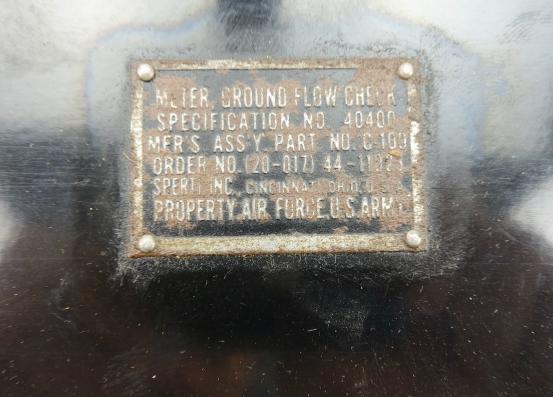 METER, GROUND FLOW CHECK
SPECIFICATION NO. 40400
MFR'S ASS'Y. PART NO. C-100
ORDER NO. (20-017) 44-
SPERTI INC., CINCINNATI, OHIO, U.S.A.
PROPERTY, AIR FORCE, U.S. ARMY